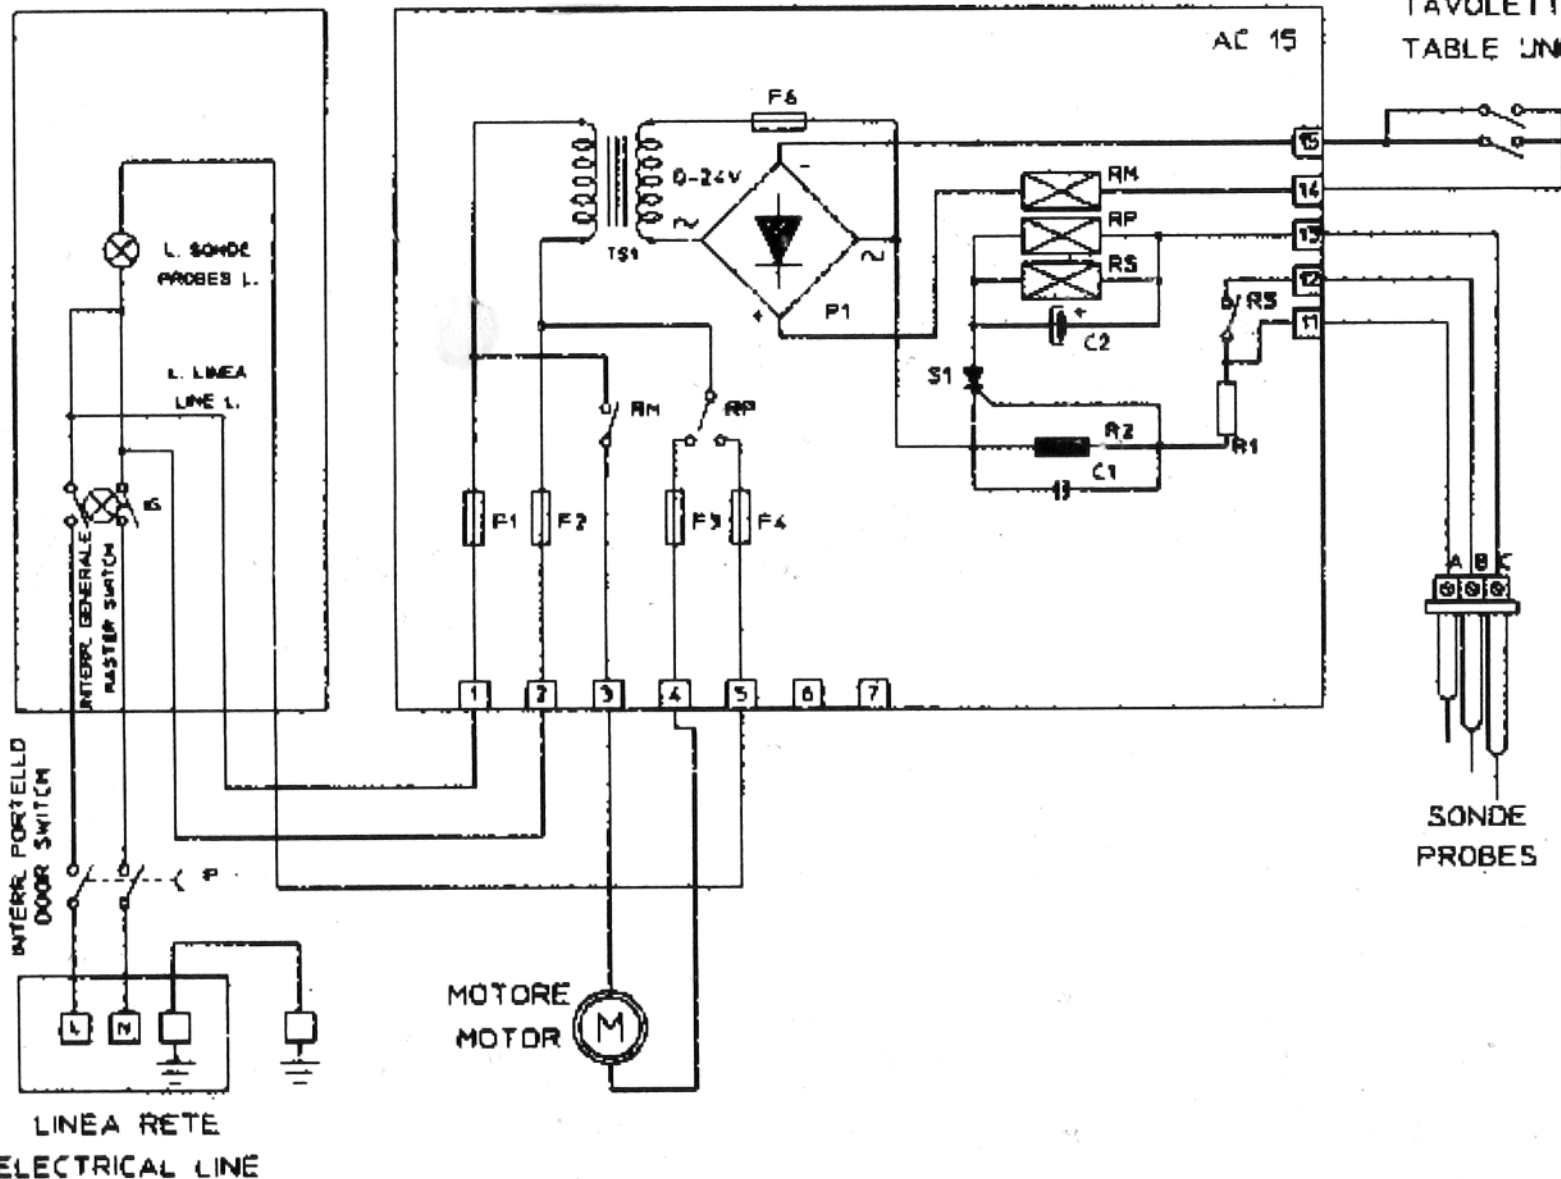 TAVOLETT
TABLE UN
AC 15
F6
15
RM
14
0-24V
-
RP
13
L. SONDE
PROBES L.
TS1
RS
12
RS
+
P1
+
C2
11
L. LINEA
LINE L.
S1
RM
RP
R2
R1
C1
IG
F1
F2
F3
F4
INTERR. GENERALE
MASTER SWITCH
A B C
1
2
3
4
5
6
7
INTERR. PORTELLO
DOOR SWITCH
P
SONDE
PROBES
MOTORE
MOTOR
M
L
N
LINEA RETE
ELECTRICAL LINE